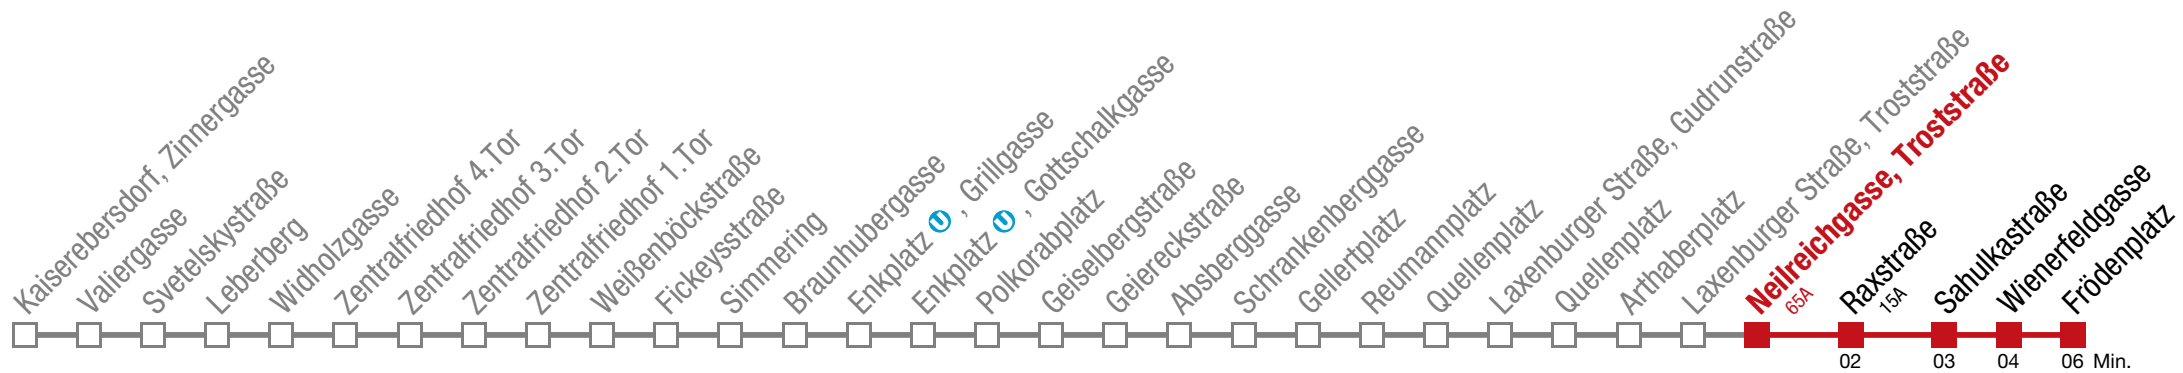 Kaiserebersdorf, Zinnergasse
Valiergasse
Svetelskystraße
Leberberg
Widholzgasse
Zentralfriedhof 4.Tor
Zentralfriedhof 3.Tor
Zentralfriedhof 2.Tor
Zentralfriedhof 1.Tor
Weißenböckstraße
Fickeysstraße
Simmering
Braunhubergasse
Enkplatz U, Grillgasse
Enkplatz U, Gottschalkgasse
Polkorabplatz
Geiselbergstraße
Geiereckstraße
Absberggasse
Schrankenberggasse
Gellertplatz
Reumannplatz
Quellenplatz
Laxenburger Straße, Gudrunstraße
Quellenplatz
Arthaberplatz
Laxenburger Straße, Troststraße
Neilreichgasse, Troststraße
65A
Raxstraße
15A
Sahulkastraße
Wienerfeldgasse
Frödenplatz
02 03 04 06 Min.